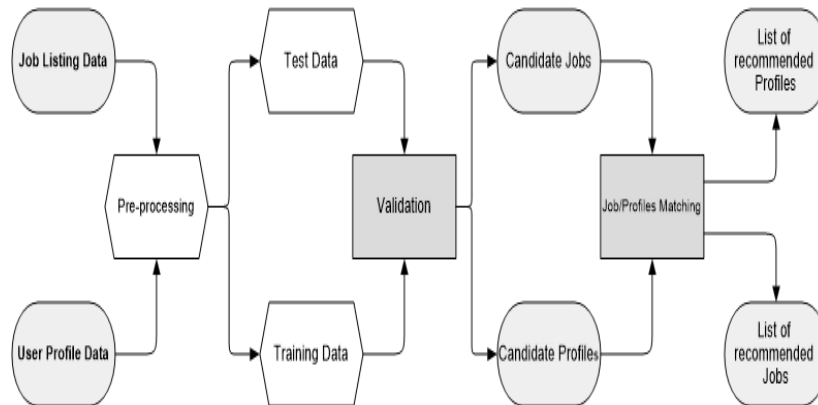 Job Listing Data
Test Data
Candidate Jobs
List of
recommended
Profiles
Pre-processing
Validation
Job/Profiles Matching
User Profile Data
Training Data
Candidate Profiles
List of
recommended
Jobs